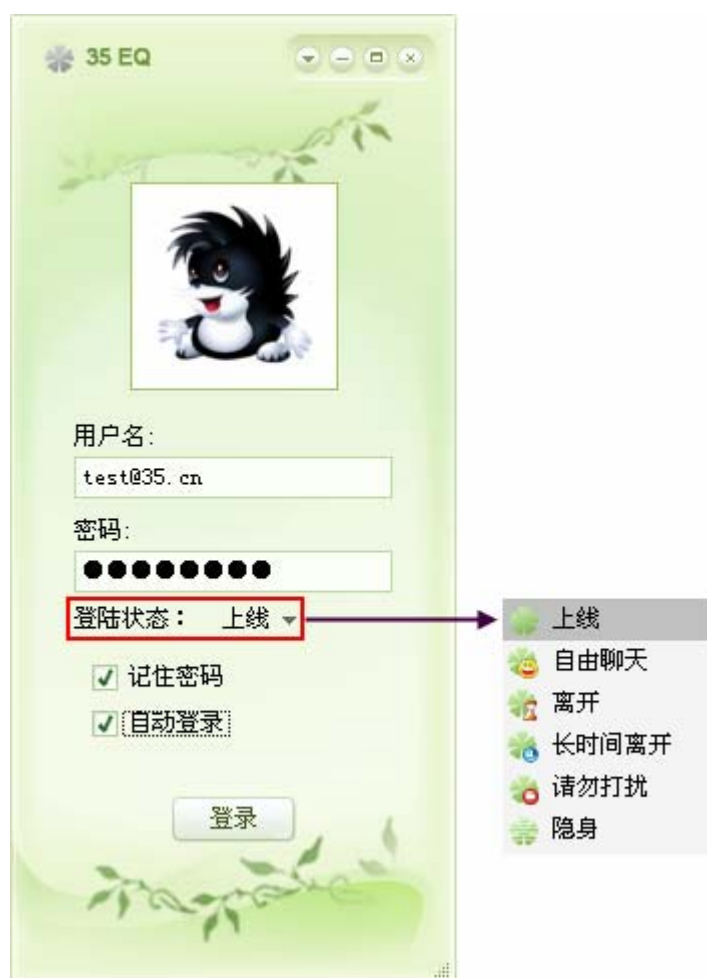 35 EQ
用户名:
test@35.cn
密码:
●●●●●●●●
登陆状态： 上线
记住密码
自动登录
登录
上线
自由聊天
离开
长时间离开
请勿打扰
隐身